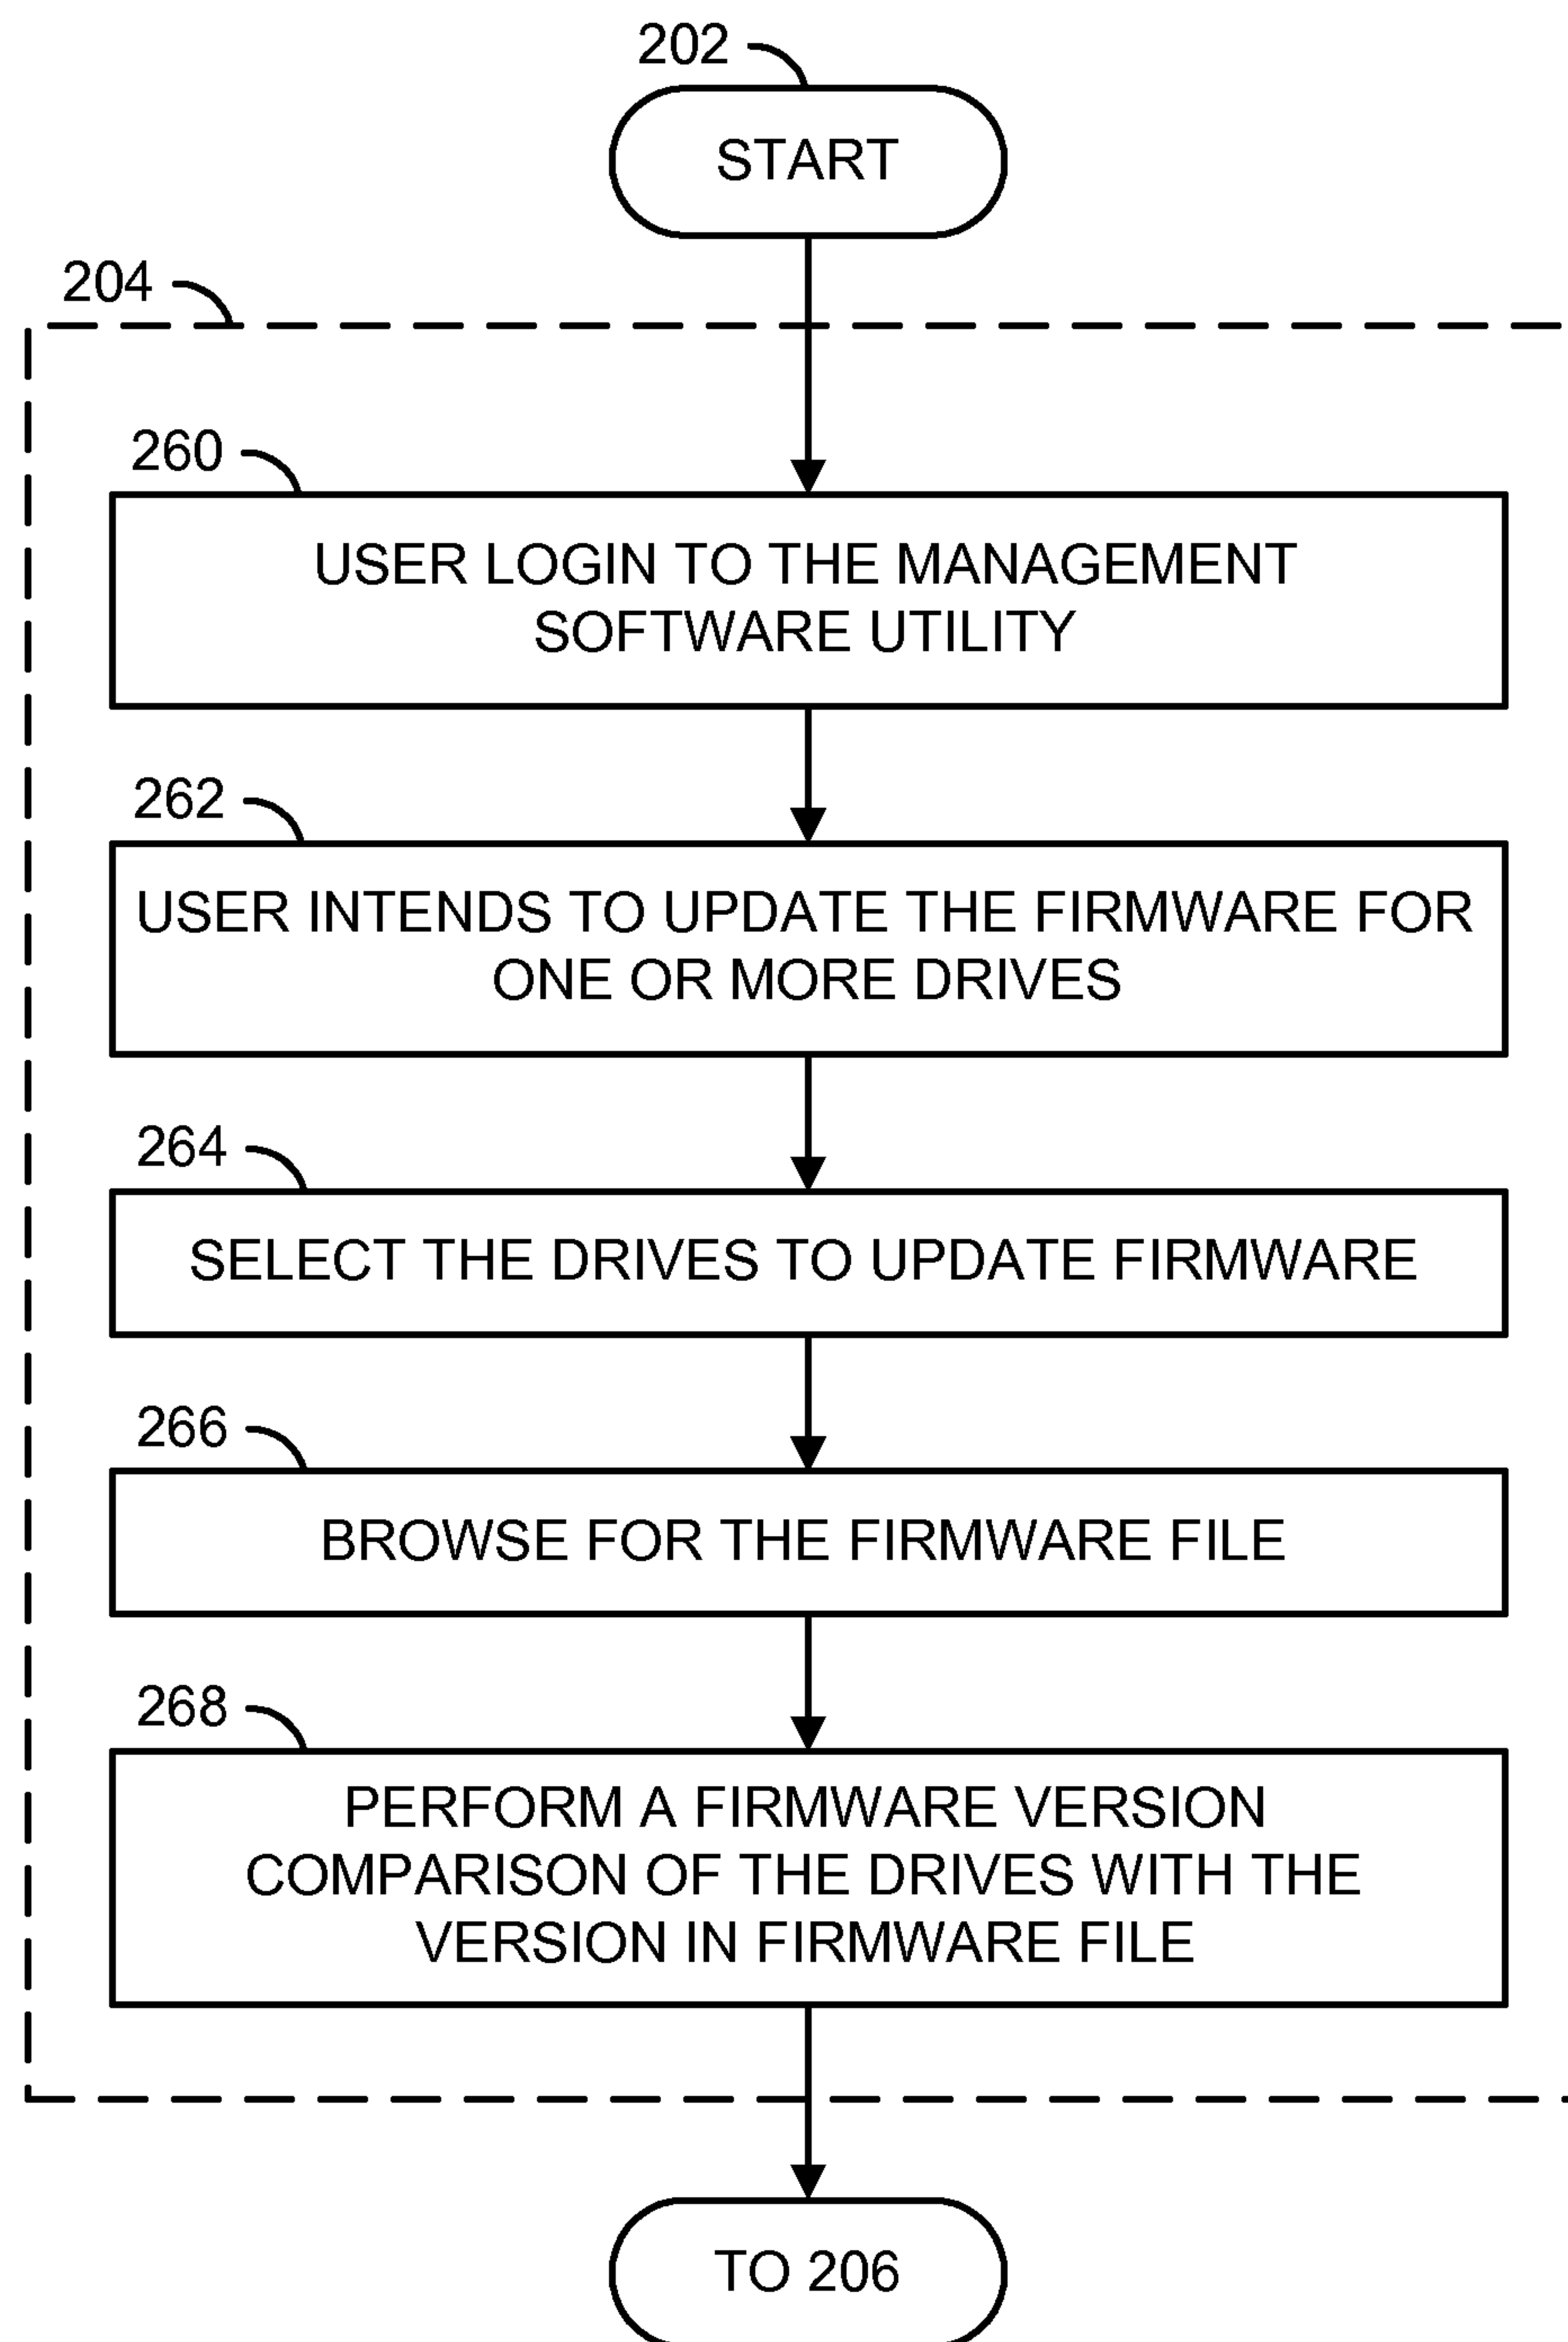 202
START
204
260
USER LOGIN TO THE MANAGEMENT
SOFTWARE UTILITY
262
USER INTENDS TO UPDATE THE FIRMWARE FOR
ONE OR MORE DRIVES
264
SELECT THE DRIVES TO UPDATE FIRMWARE
266
BROWSE FOR THE FIRMWARE FILE
268
PERFORM A FIRMWARE VERSION
COMPARISON OF THE DRIVES WITH THE
VERSION IN FIRMWARE FILE
TO 206